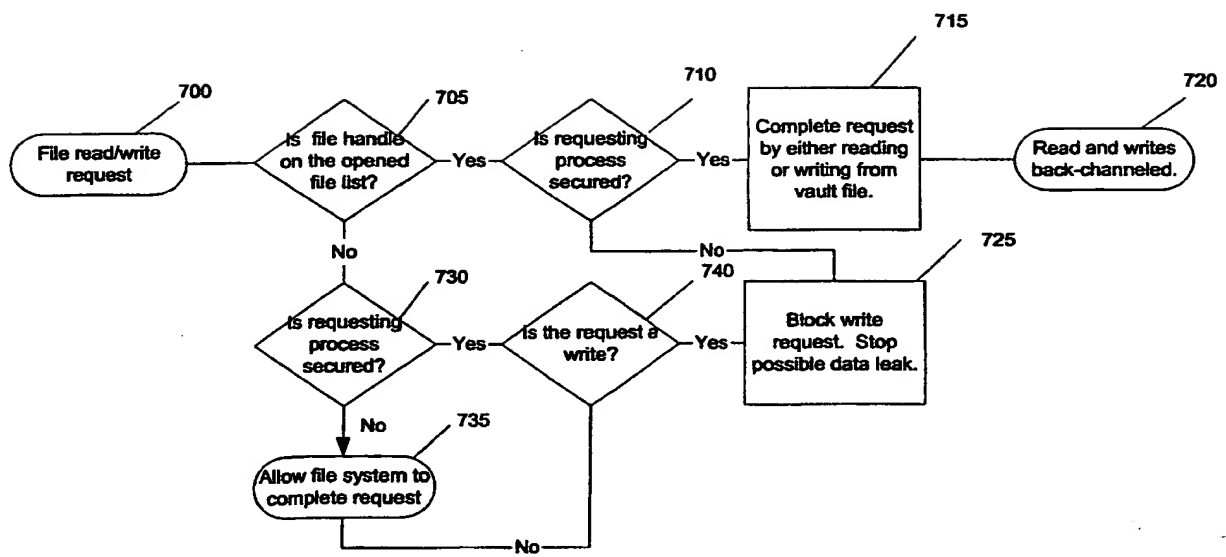 715
710
720
700
705
File read/write
request
Is file handle
on the opened
file list?
Yes
Is requesting
process
secured?
Yes
Complete request
by either reading
or writing from
vault file.
Read and writes
back-channeled.
No
No
725
730
740
Is requesting
process
secured?
Yes
Is the request a
write?
Yes
Block write
request. Stop
possible data leak.
No
735
Allow file system to
complete request
No